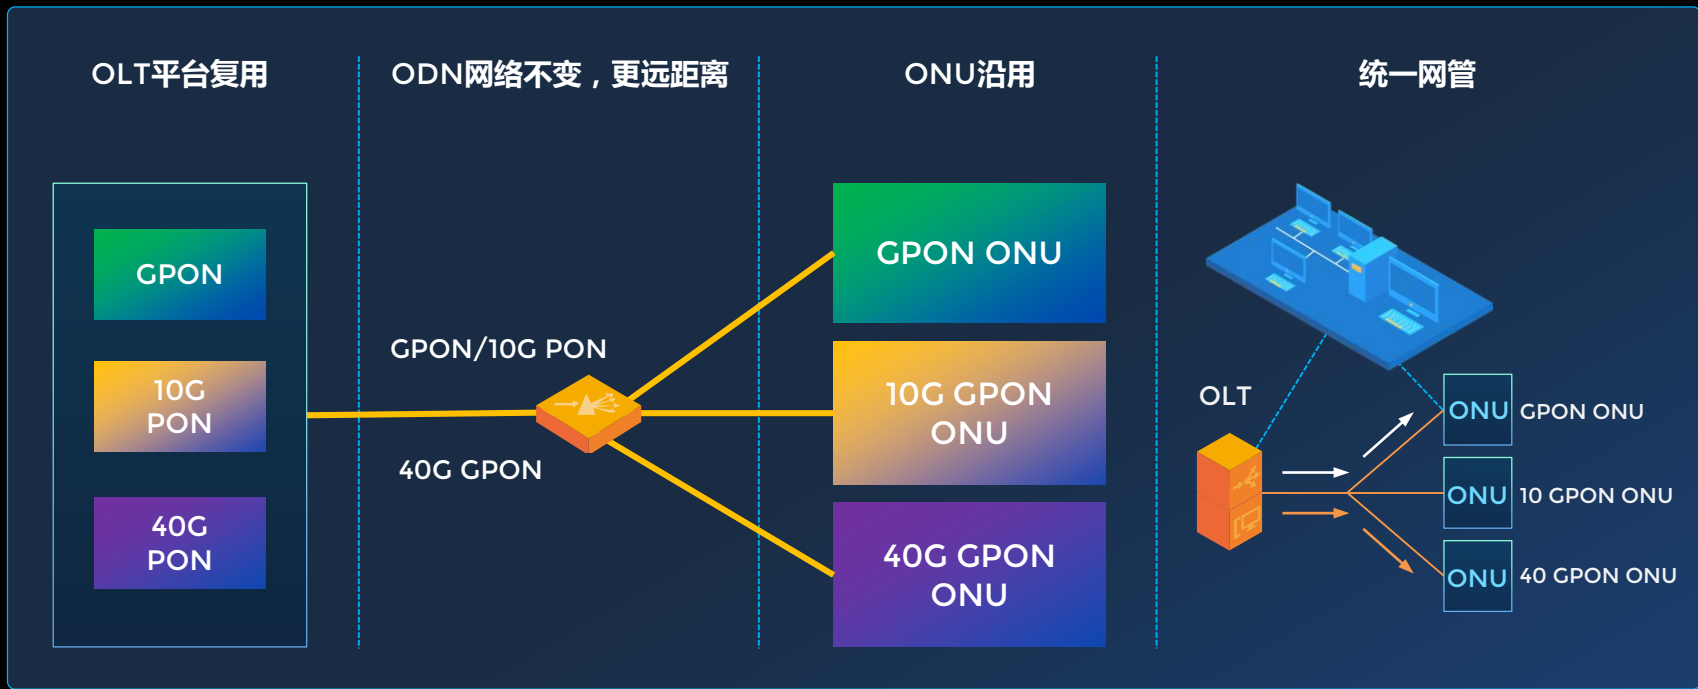 OLT平台复用
ODN网络不变，更远距离
ONU沿用
统一网管
GPON
10G
PON
40G
PON
GPON/10G PON
40G GPON
GPON ONU
10G GPON
ONU
40G GPON
ONU
OLT
ONU
GPON ONU
ONU
10 GPON ONU
ONU
40 GPON ONU